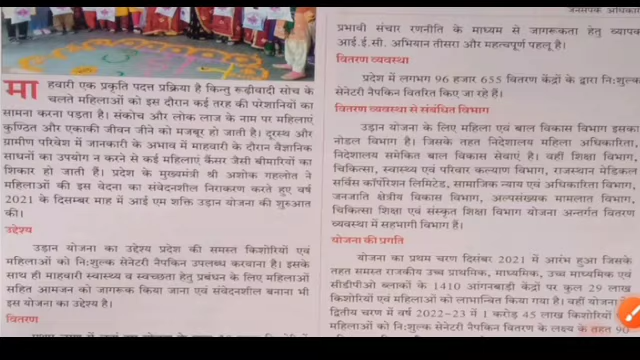 माहवारी एक प्रकृति पदत्त प्रक्रिया है किन्तु रूढ़ीवादी सोच के
चलते महिलाओं को इस दौरान कई तरह की परेशानियों का
सामना करना पड़ता है। संकोच और लोक लाज के नाम पर महिलाएं
कुण्ठित और एकाकी जीवन जीने को मजबूर हो जाती है। दूरस्थ और
ग्रामीण परिवेश में जानकारी के अभाव में माहवारी के दौरान वैज्ञानिक
साधनों का उपयोग न करने से कई महिलाएं कैंसर जैसी बीमारियों का
शिकार हो जाती हैं। प्रदेश के मुख्यमंत्री श्री अशोक गहलोत ने
महिलाओं की इस वेदना का संवेदनशील निराकरण करते हुए वर्ष
2021 के दिसम्बर माह में आई एम शक्ति उड़ान योजना की शुरुआत
की।
उद्देश्य
उड़ान योजना का उद्देश्य प्रदेश की समस्त किशोरियों एवं
महिलाओं को नि:शुल्क सेनेटरी नैपकिन उपलब्ध करवाना है। इसके
साथ ही माहवारी स्वास्थ्य व स्वच्छता हेतु प्रबंधन के लिए महिलाओं
सहित आमजन को जागरूक किया जाना एवं संवेदनशील बनाना भी
इस योजना का उद्देश्य है।
वितरण
जनसंपर्क अधिकारी
प्रभावी संचार रणनीति के माध्यम से जागरूकता हेतु व्यापक
आई.ई.सी. अभियान तीसरा और महत्वपूर्ण पहलू है।
वितरण व्यवस्था
प्रदेश में लगभग 96 हजार 655 वितरण केंद्रों के द्वारा नि:शुल्क
सेनेटरी नैपकिन वितरित किए जा रहे हैं।
वितरण व्यवस्था से संबंधित विभाग
उड़ान योजना के लिए महिला एवं बाल विकास विभाग इसका
नोडल विभाग है। जिसके तहत निदेशालय महिला अधिकारिता,
निदेशालय समेकित बाल विकास सेवाएं है। वहीं शिक्षा विभाग,
चिकित्सा, स्वास्थ्य एवं परिवार कल्याण विभाग, राजस्थान मेडिकल
सर्विस कॉर्पोरेशन लिमिटेड, सामाजिक न्याय एवं अधिकारिता विभाग,
जनजाति क्षेत्रीय विकास विभाग, अल्पसंख्यक मामलात विभाग,
चिकित्सा शिक्षा एवं संस्कृत शिक्षा विभाग योजना अन्तर्गत वितरण
व्यवस्था में सहभागी विभाग हैं।
योजना की प्रगति
योजना का प्रथम चरण दिसंबर 2021 में आरंभ हुआ जिसके
तहत समस्त राजकीय उच्च प्राथमिक, माध्यमिक, उच्च माध्यमिक एवं
सीडीपीओ ब्लाकों के 1410 आंगनबाड़ी केंद्रों पर कुल 29 लाख
किशोरियों एवं महिलाओं को लाभान्वित किया गया है। वहीं योजना के
द्वितीय चरण में वर्ष 2022-23 में 1 करोड़ 45 लाख किशोरियों
महिलाओं को नि:शुल्क सेनेटरी नैपकिन वितरण के लक्ष्य के तहत 90